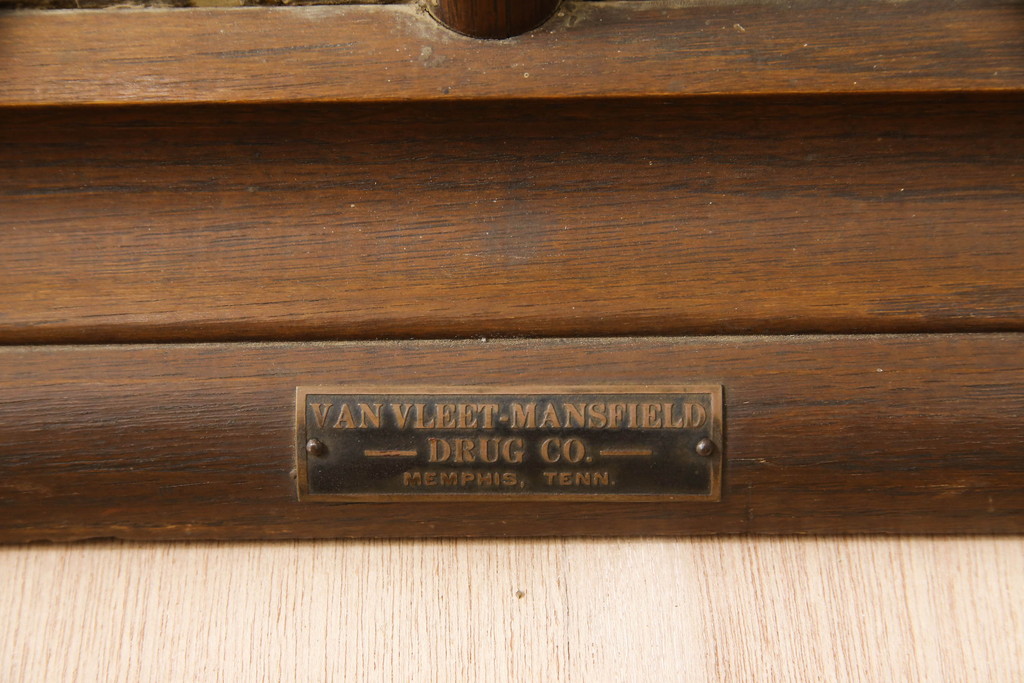 VAN VLEET-MANSFIELD
DRUG CO.
MEMPHIS, TENN.